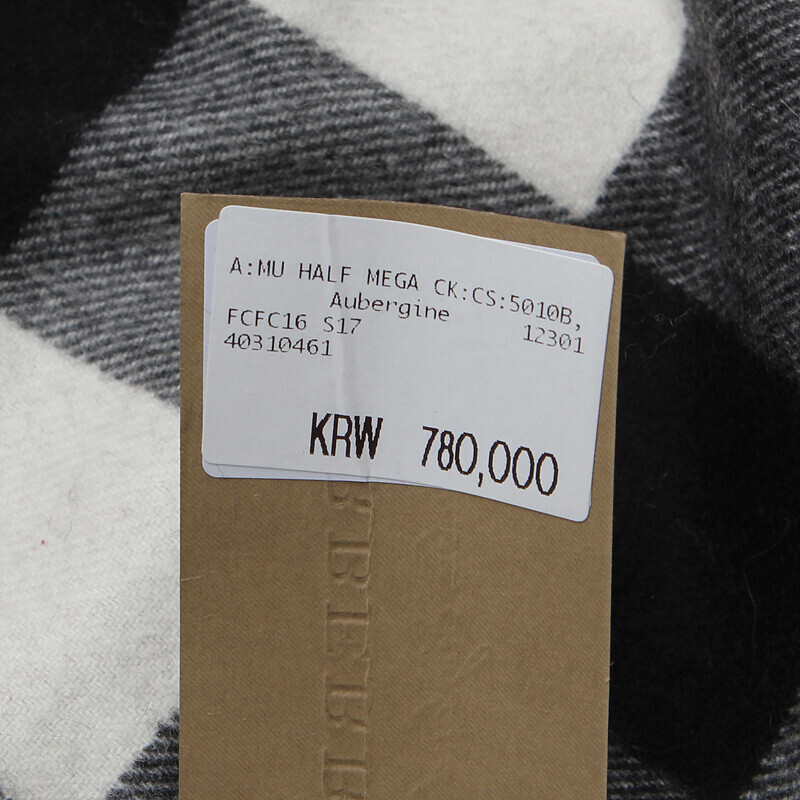 A:MU HALF MEGA CK:CS:5010B,
Aubergine
FCFC16 S17 12301
40310461
KRW 780,000